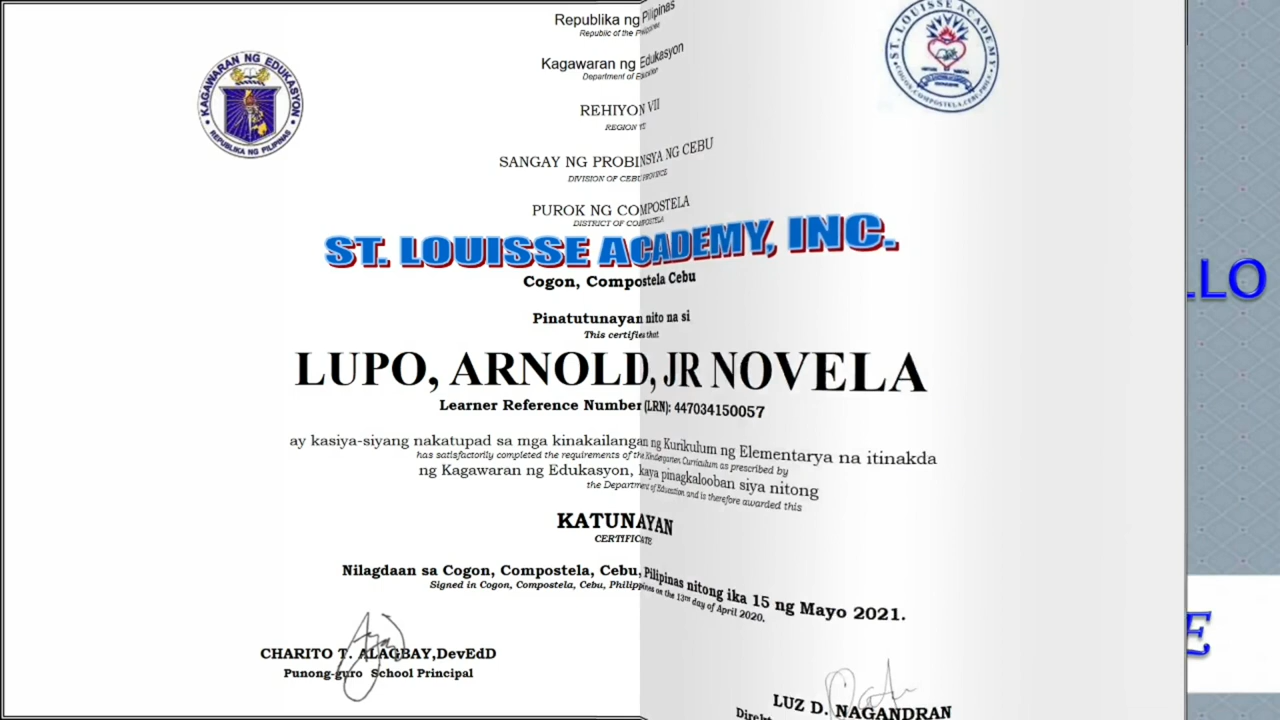 Republika ng Pilipinas
Republic of the Philippines
Kagawaran ng Edukasyon
Department of Education
REHIYON VII
REGION VII
SANGAY NG PROBINSYA NG CEBU
DIVISION OF CEBU PROVINCE
PUROK NG COMPOSTELA
DISTRICT OF COMPOSTELA
KAGAWARAN NG EDUKASYON
REPUBLIKA NG PILIPINAS
ST. LOUISSE ACADEMY
COGON, COMPOSTELA, CEBU, PHILS
ST. LOUISSE ACADEMY, INC.
Cogon, Compostela Cebu
Pinatutunayan nito na si
This certifies that
LUPO, ARNOLD, JR NOVELA
Learner Reference Number (LRN): 447034150057
ay kasiya-siyang nakatupad sa mga kinakailangan ng Kurikulum ng Elementarya na itinakda
has satisfactorily completed the requirements of the Kindergarten Curriculum as prescribed by
ng Kagawaran ng Edukasyon, kaya pinagkalooban siya nitong
the Department of Education and is therefore awarded this
KATUNAYAN
CERTIFICATE
Nilagdaan sa Cogon, Compostela, Cebu, Pilipinas nitong ika 15 ng Mayo 2021.
Signed in Cogon, Compostela, Cebu, Philippines on the 13th day of April 2020.
CHARITO T. ALAGBAY,DevEdD
Punong-guro School Principal
LUZ D. NAGANDRAN
LLO
E